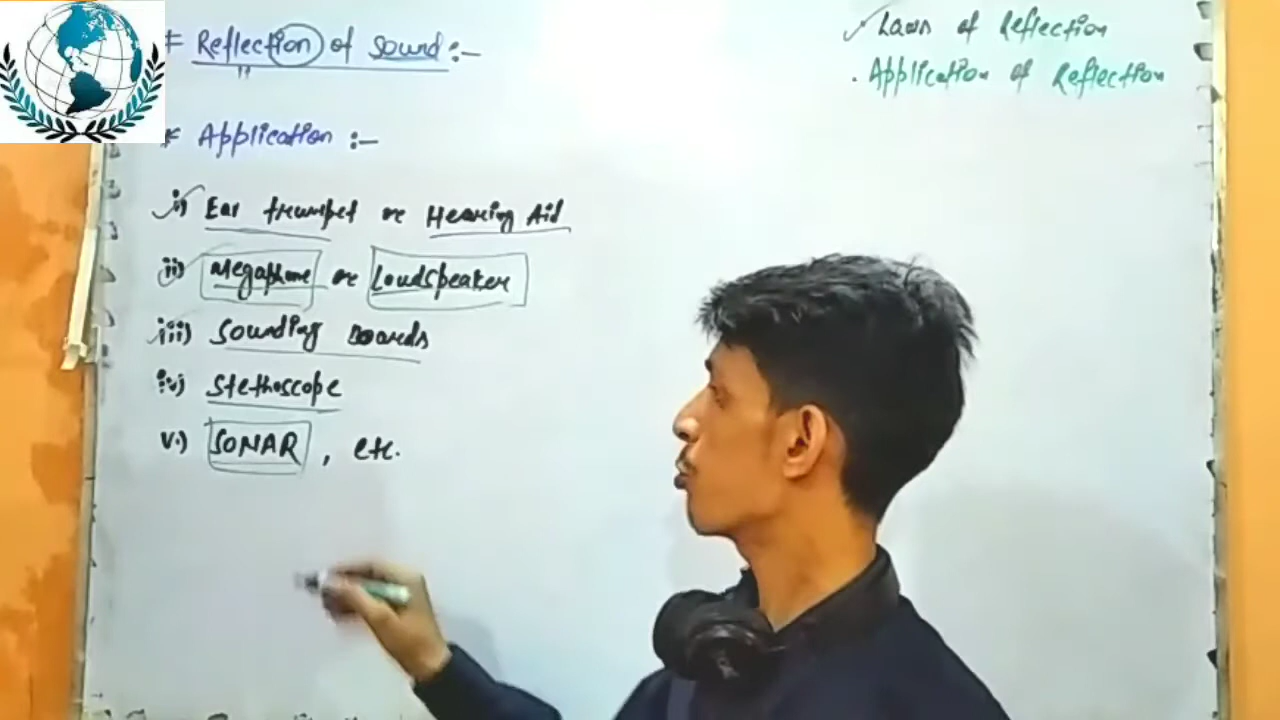 * Reflection of Sound :-
✓ Laws of Reflection
. Application of Reflection
* Application :-
i) Ear trumpet or Hearing Aid
ii) Megaphone or Loudspeaker
iii) Sounding Boards
iv) Stethoscope
v.) SONAR , etc.